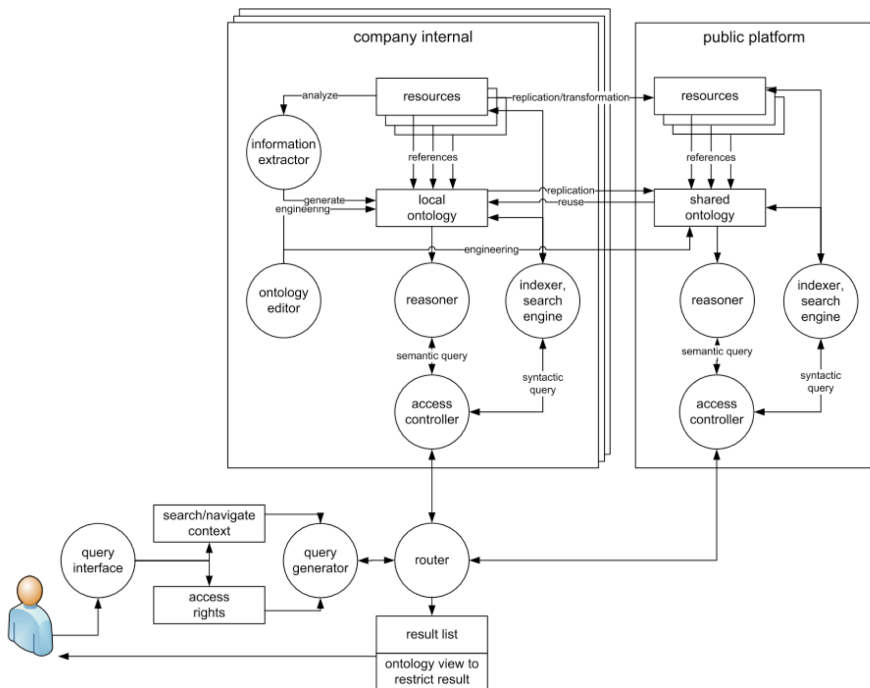 company internal
public platform
analyze
resources
replication/transformation
resources
information
extractor
references
references
generate
engineering
local
ontology
replication
reuse
shared
ontology
engineering
ontology
editor
reasoner
indexer,
search
engine
reasoner
indexer,
search
engine
semantic query
semantic query
syntactic
query
syntactic
query
access
controller
access
controller
search/navigate
context
query
interface
query
generator
router
access
rights
result list
ontology view to
restrict result